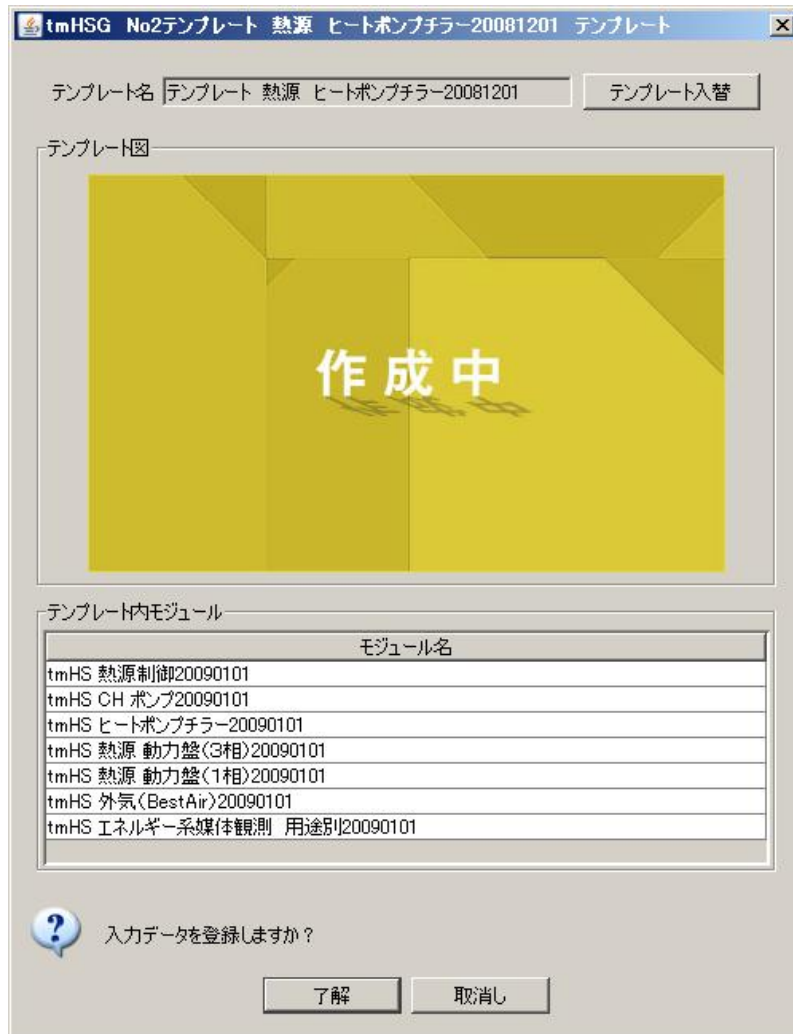 tmHSG No2テンプレート 熱源 ヒートポンプチラー20081201 テンプレート
テンプレート名 テンプレート 熱源 ヒートポンプチラー20081201 テンプレート入替
テンプレート図
作成中
テンプレート内モジュール
モジュール名
tmHS 熱源制御20090101
tmHS CH ポンプ20090101
tmHS ヒートポンプチラー20090101
tmHS 熱源 動力盤(3相)20090101
tmHS 熱源 動力盤(1相)20090101
tmHS 外気(BestAir)20090101
tmHS エネルギー系媒体観測 用途別20090101
入力データを登録しますか?
了解 取消し